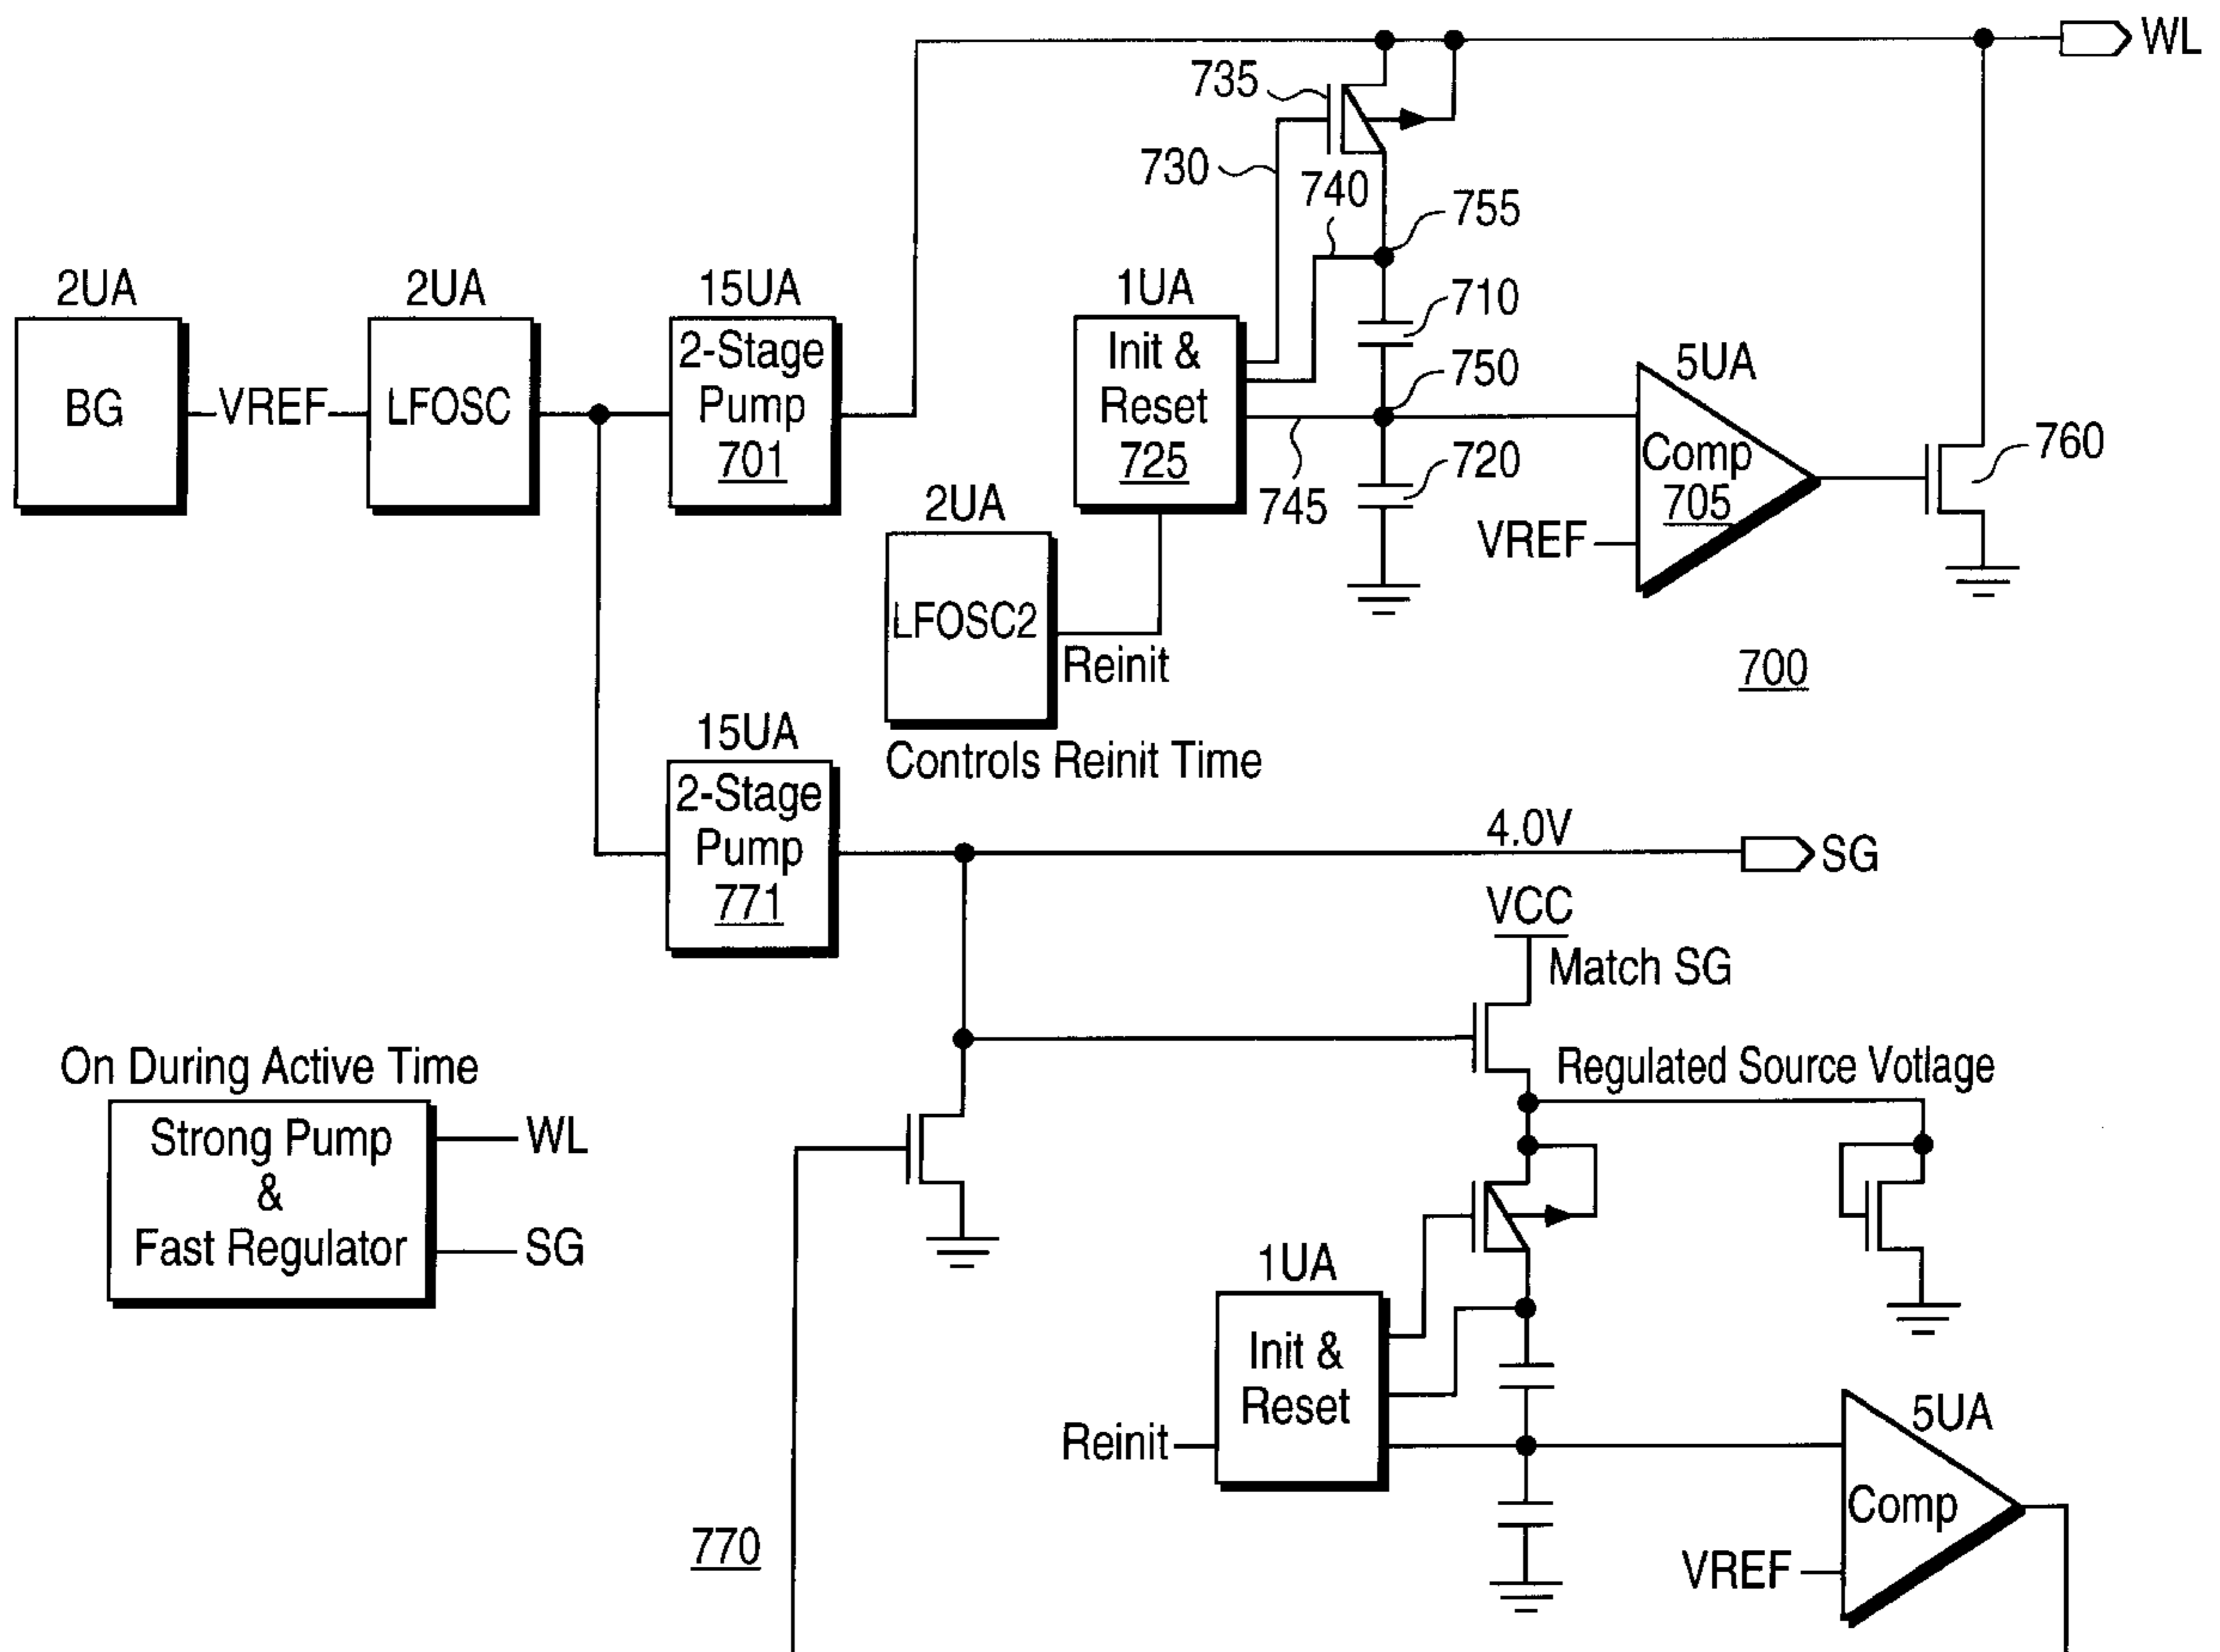 WL
735
730
740
755
2UA
2UA
15UA
1UA
710
BG
VREF
LFOSC
2-Stage
Pump
701
Init &
Reset
725
750
5UA
Comp
705
760
720
745
VREF
2UA
LFOSC2
Reinit
700
Controls Reinit Time
15UA
2-Stage
Pump
771
4.0V
SG
VCC
Match SG
On During Active Time
Strong Pump
&
Fast Regulator
WL
SG
Regulated Source Votlage
1UA
Init &
Reset
Reinit
5UA
Comp
VREF
770